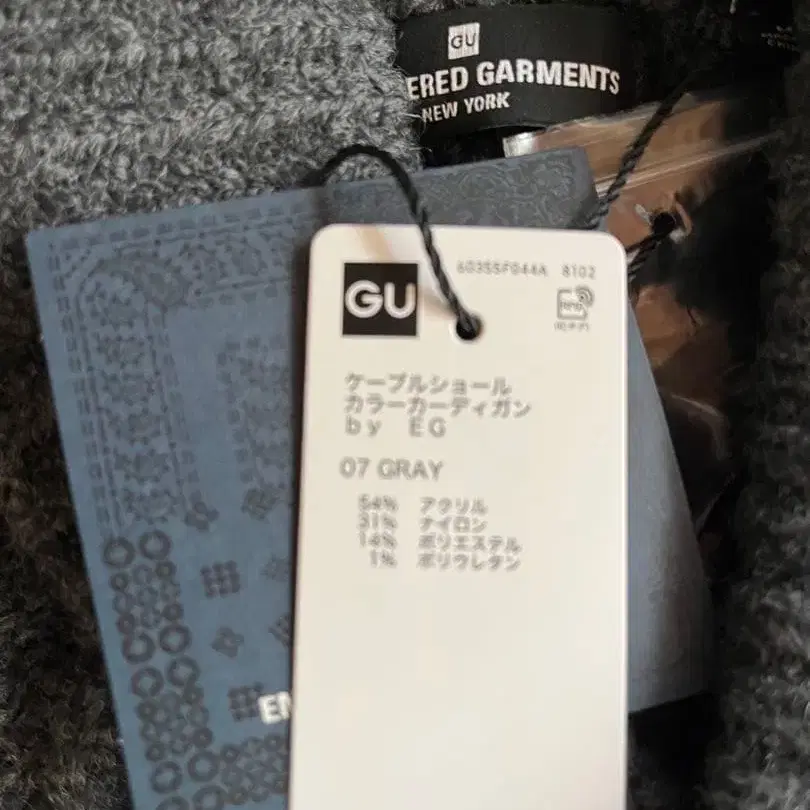 GU
ERED GARMENTS
NEW YORK
M
GU
603SSF044A 8102
ケーブルショール
カラーカーディガン
by EG
07 GRAY
54% アクリル
31% ナイロン
14% ポリエステル
1% ポリウレタン
EN